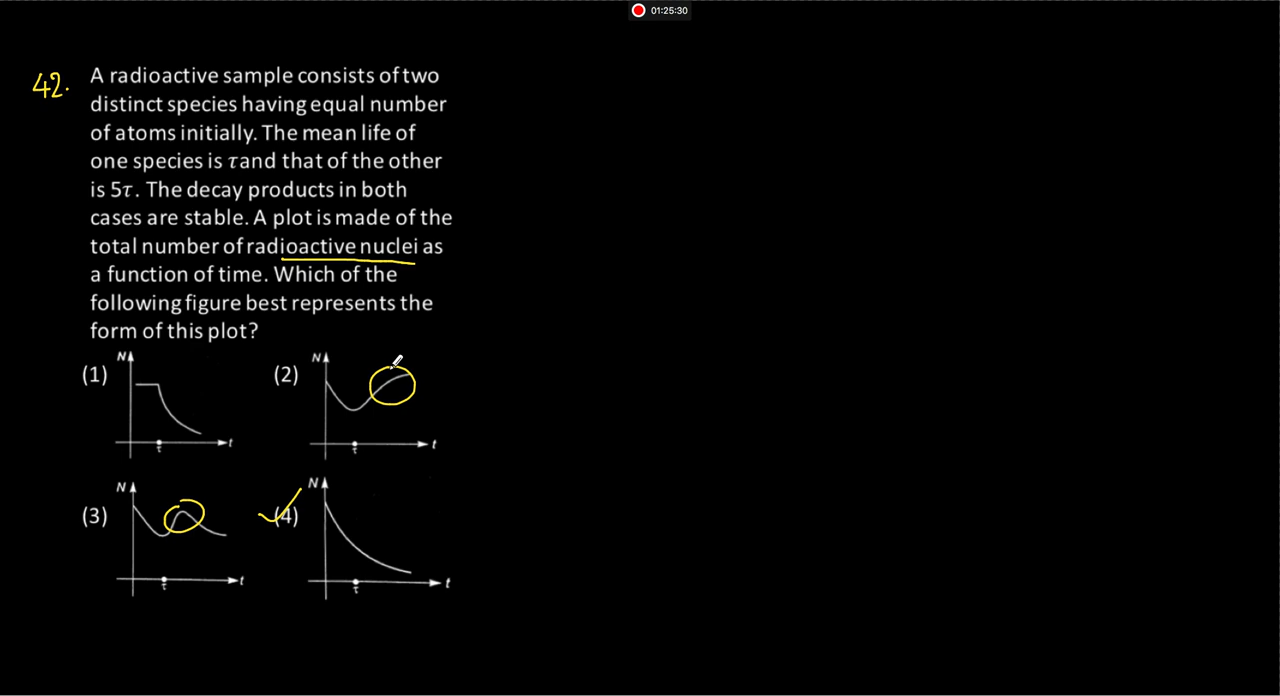 01:25:30
42. A radioactive sample consists of two
distinct species having equal number
of atoms initially. The mean life of
one species is τ and that of the other
is 5τ. The decay products in both
cases are stable. A plot is made of the
total number of radioactive nuclei as
a function of time. Which of the
following figure best represents the
form of this plot?
(1) N t τ
(2) N t τ
(3) N t τ
(4) N t τ